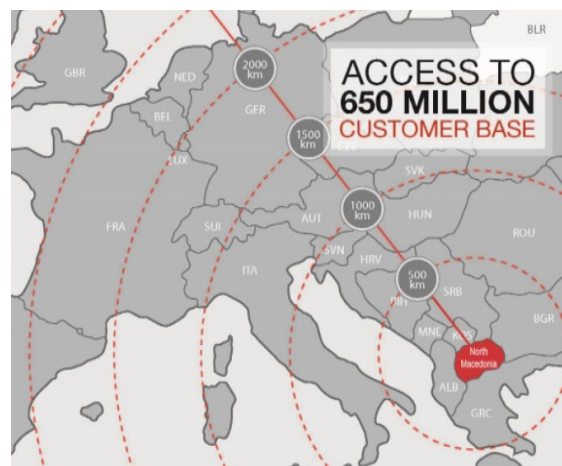 BLR
ACCESS TO
650 MILLION
CUSTOMER BASE
2000
km
GBR
NED
GER
BEL
1500
km
CZE
LUX
SVK
1000
km
HUN
AUT
FRA
SUI
ROU
SVN
HRV
ITA
500
km
BIH
SRB
BGR
MNE
KOS
North
Macedonia
ALB
GRC